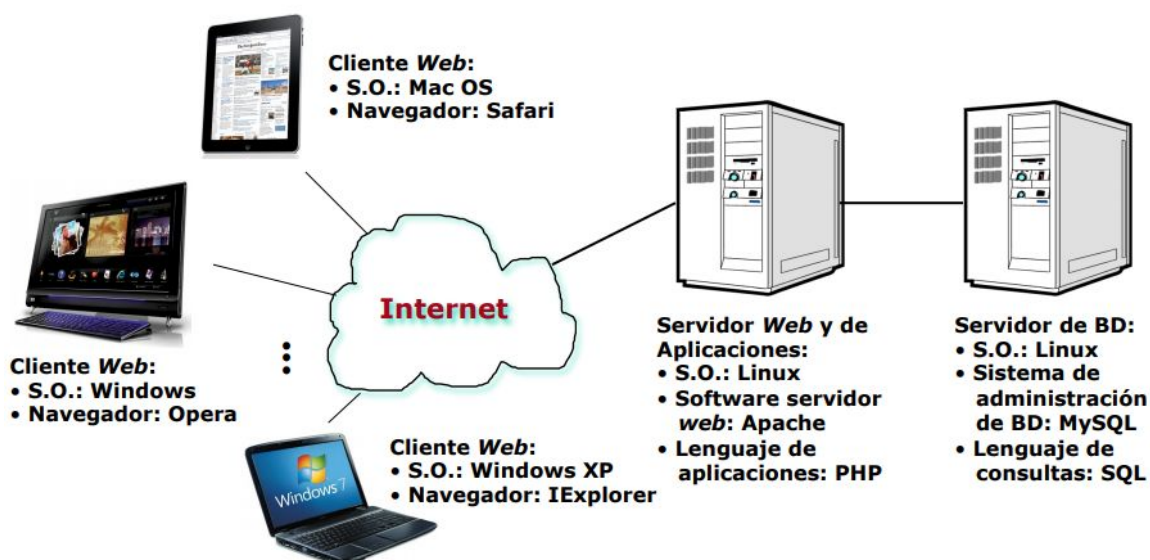 Cliente Web:
• S.O.: Mac OS
• Navegador: Safari
Cliente Web:
• S.O.: Windows
• Navegador: Opera
Internet
Windows 7
Cliente Web:
• S.O.: Windows XP
• Navegador: IExplorer
Servidor Web y de
Aplicaciones:
• S.O.: Linux
• Software servidor
web: Apache
• Lenguaje de
aplicaciones: PHP
Servidor de BD:
• S.O.: Linux
• Sistema de
administración
de BD: MySQL
• Lenguaje de
consultas: SQL